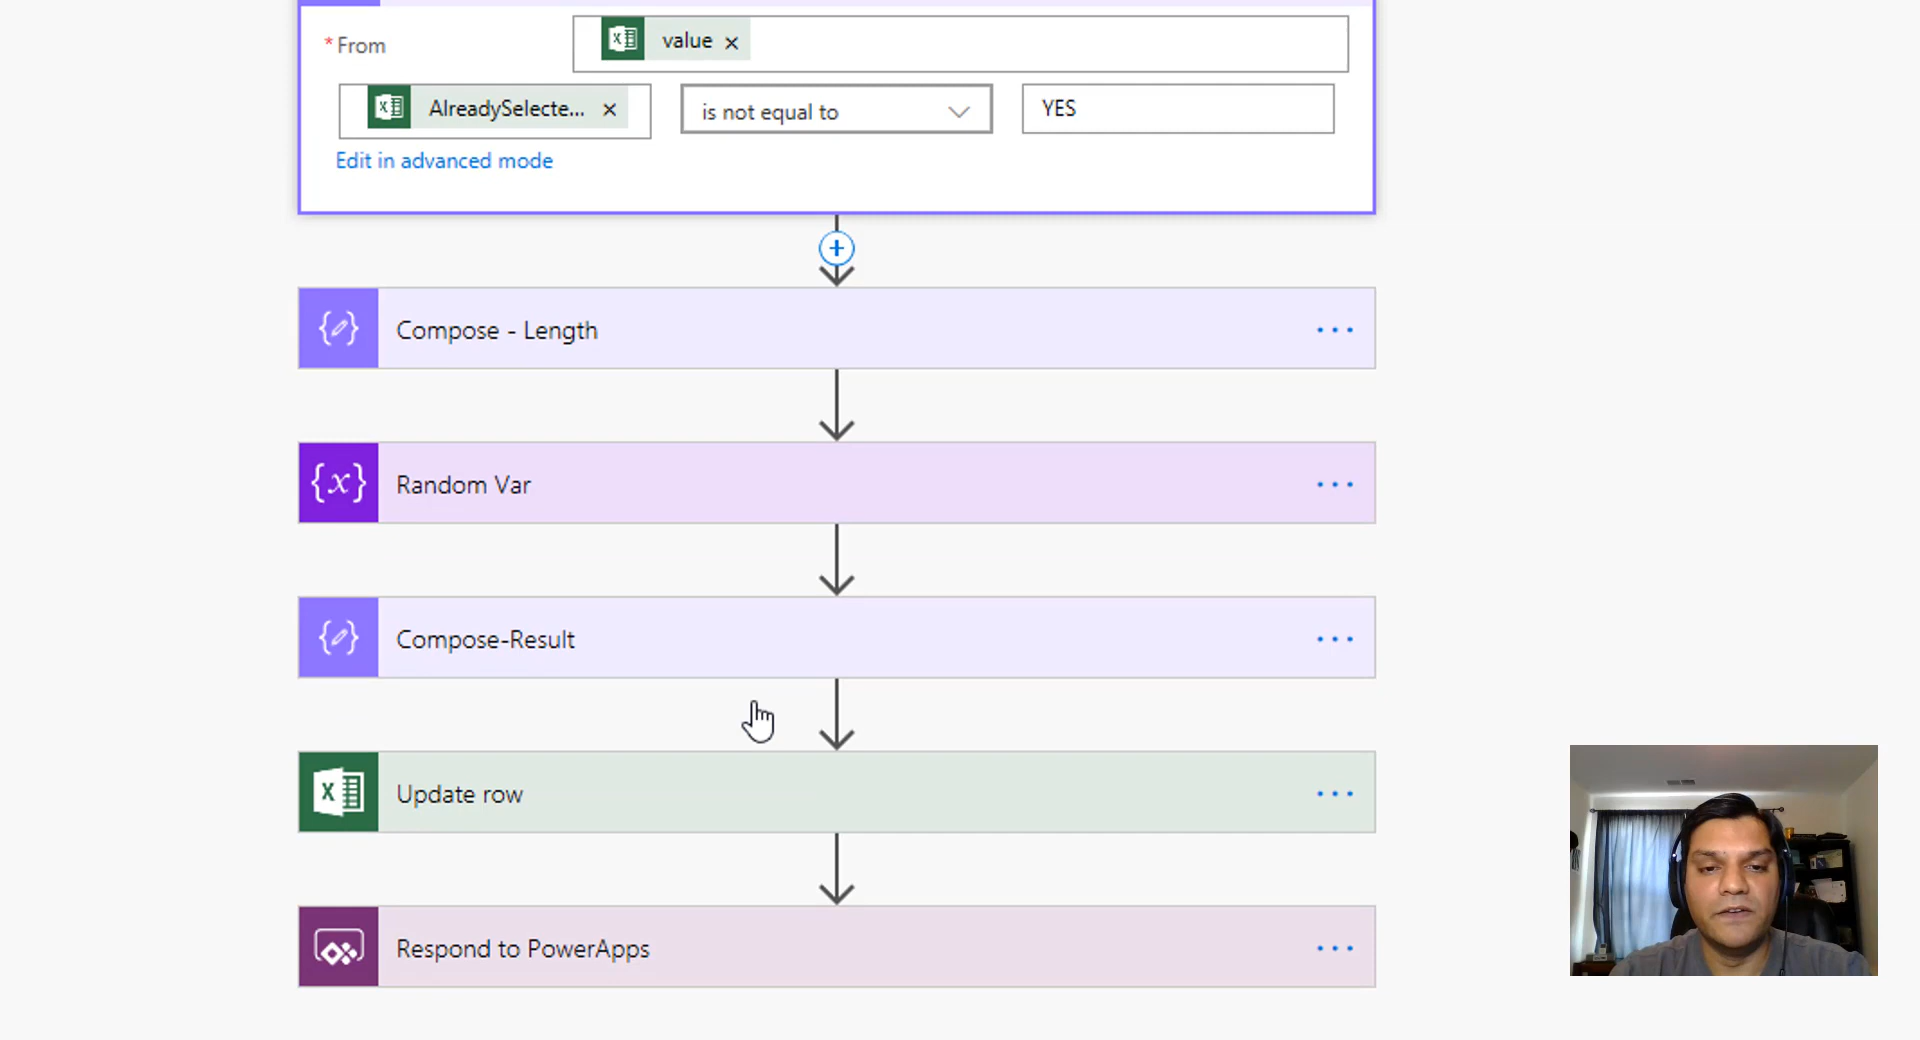 * From
value ×
AlreadySelecte... ×
is not equal to
YES
Edit in advanced mode
Compose - Length
{x} Random Var
Compose-Result
X Update row
Respond to PowerApps